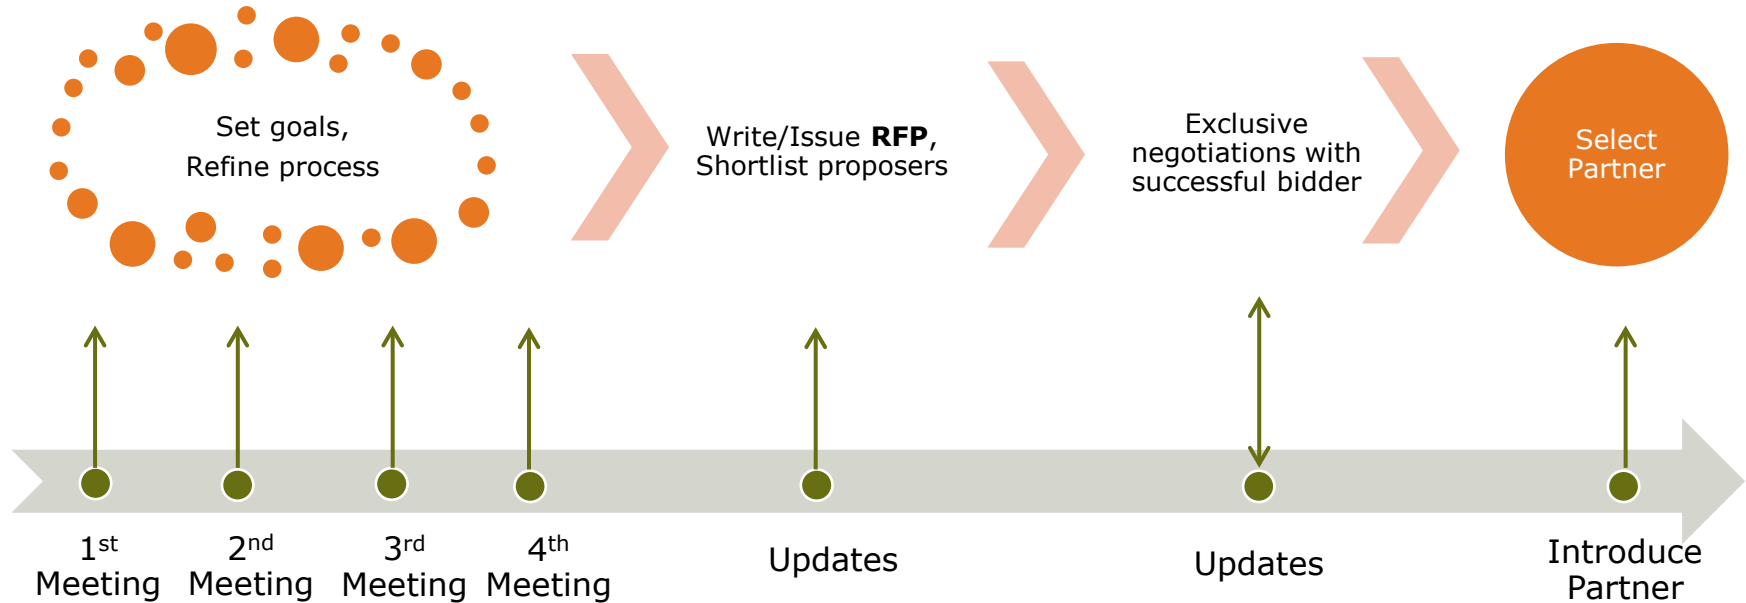 Set goals,
Refine process
Write/Issue RFP,
Shortlist proposers
Exclusive
negotiations with
successful bidder
Select
Partner
1st
Meeting
2nd
Meeting
3rd
Meeting
4th
Meeting
Updates
Updates
Introduce
Partner